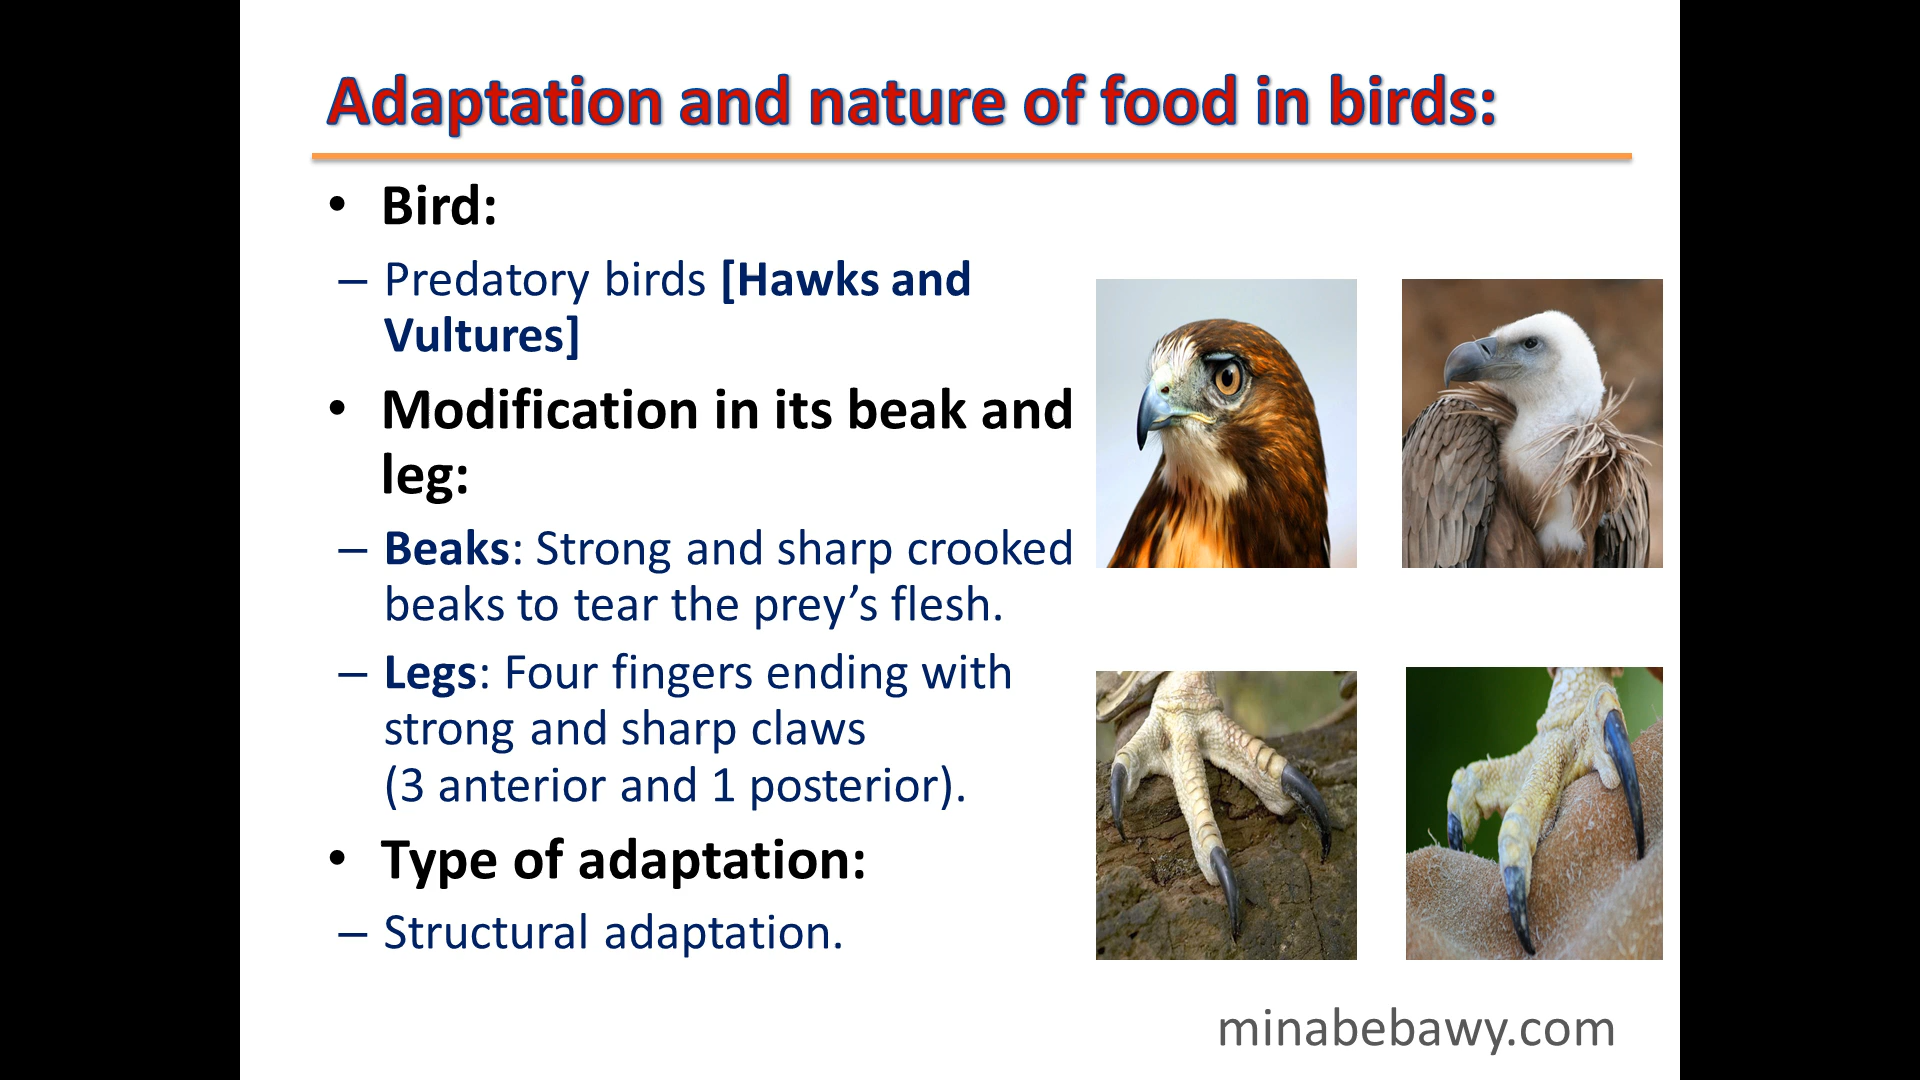 Adaptation and nature of food in birds:
• Bird:
– Predatory birds [Hawks and
Vultures]
• Modification in its beak and
leg:
– Beaks: Strong and sharp crooked
beaks to tear the prey’s flesh.
– Legs: Four fingers ending with
strong and sharp claws
(3 anterior and 1 posterior).
• Type of adaptation:
– Structural adaptation.
minabebawy.com